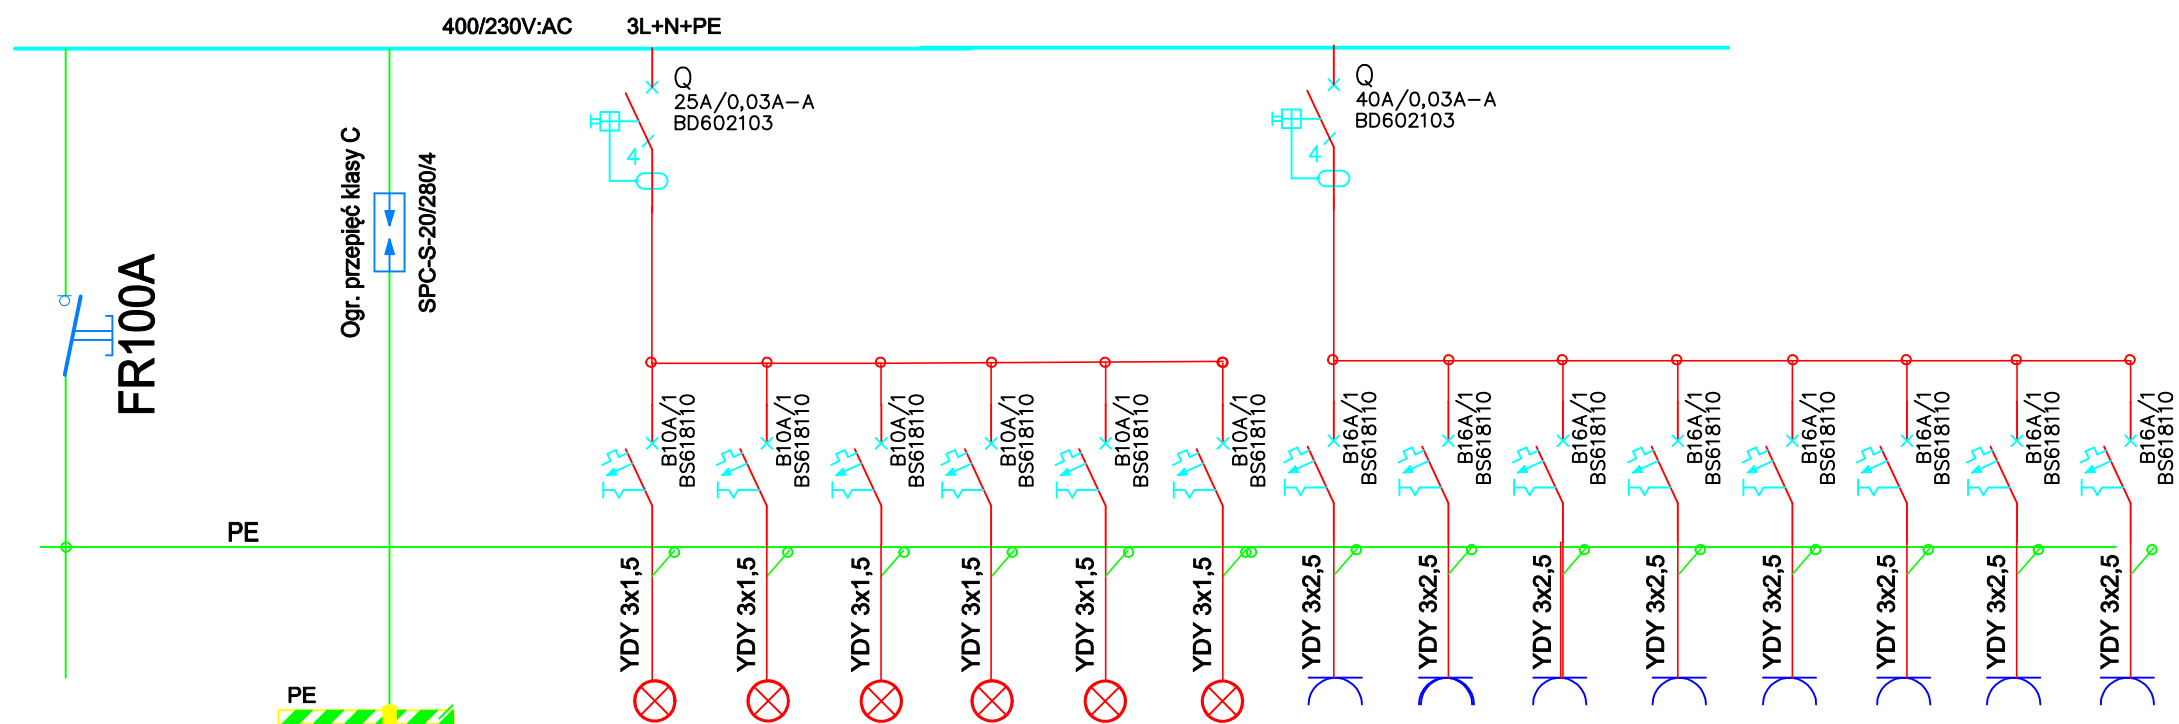 400/230V:AC 3L+N+PE
Q
25A/0,03A-A
BD602103
4
Q
40A/0,03A-A
BD602103
4
FR100A
Ogr. przepięć klasy C
SPC-S-20/280/4
B10A/1
BS618110
B10A/1
BS618110
B10A/1
BS618110
B10A/1
BS618110
B10A/1
BS618110
B10A/1
BS618110
B16A/1
BS618110
B16A/1
BS618110
B16A/1
BS618110
B16A/1
BS618110
B16A/1
BS618110
B16A/1
BS618110
B16A/1
BS618110
B16A/1
BS618110
PE
YDY 3x1,5
YDY 3x1,5
YDY 3x1,5
YDY 3x1,5
YDY 3x1,5
YDY 3x1,5
YDY 3x2,5
YDY 3x2,5
YDY 3x2,5
YDY 3x2,5
YDY 3x2,5
YDY 3x2,5
YDY 3x2,5
YDY 3x2,5
PE